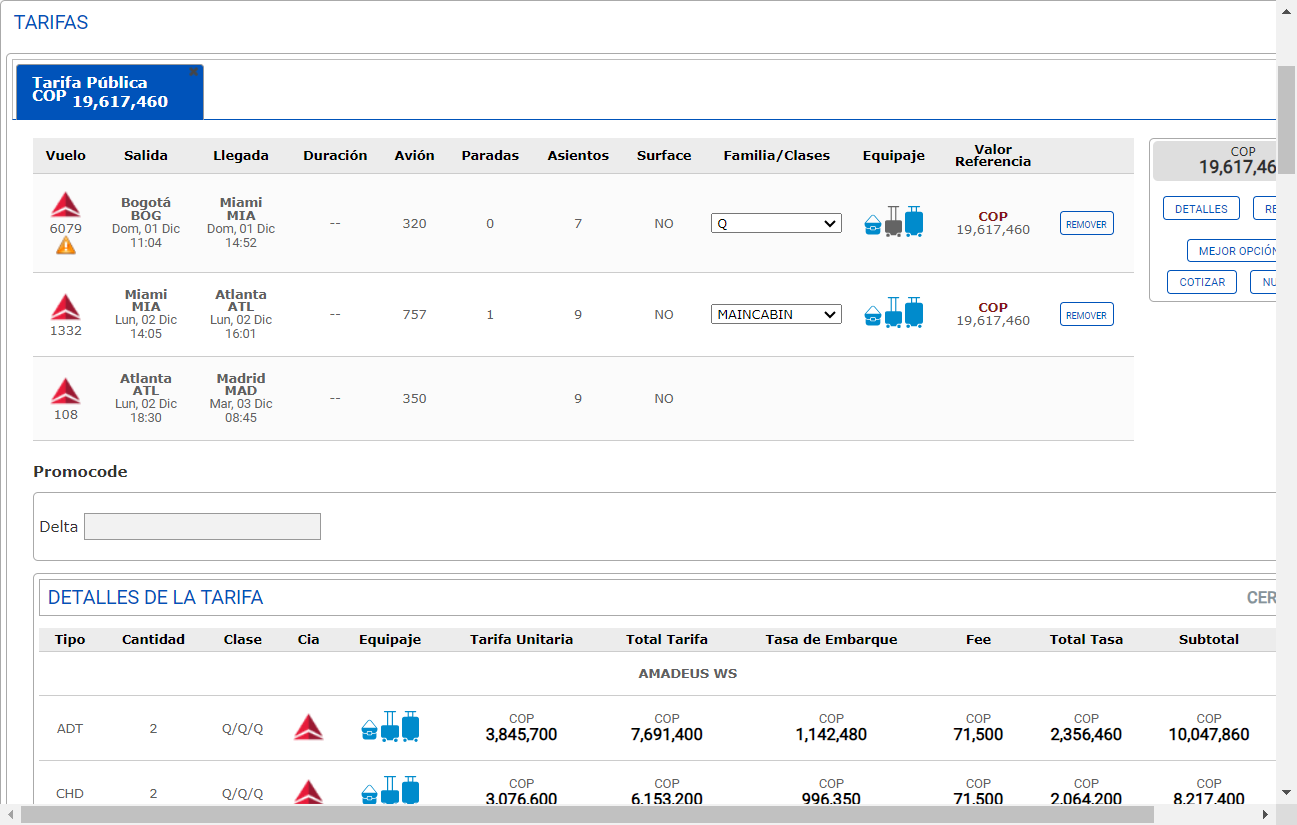 TARIFAS
Tarifa Pública
COP 19,617,460
Vuelo Salida Llegada Duración Avión Paradas Asientos Surface Familia/Clases Equipaje Valor Referencia
COP
19,617,46
DETALLES
RE
MEJOR OPCIÓN
COTIZAR
NU
6079
Bogotá
BOG
Dom, 01 Dic
11:04
Miami
MIA
Dom, 01 Dic
14:52
-- 320 0 7 NO Q
COP
19,617,460
REMOVER
1332
Miami
MIA
Lun, 02 Dic
14:05
Atlanta
ATL
Lun, 02 Dic
16:01
-- 757 1 9 NO MAINCABIN
COP
19,617,460
REMOVER
108
Atlanta
ATL
Lun, 02 Dic
18:30
Madrid
MAD
Mar, 03 Dic
08:45
-- 350 9 NO
Promocode
Delta
DETALLES DE LA TARIFA
CER
Tipo Cantidad Clase Cia Equipaje Tarifa Unitaria Total Tarifa Tasa de Embarque Fee Total Tasa Subtotal
AMADEUS WS
ADT 2 Q/Q/Q
COP COP COP COP COP COP
3,845,700 7,691,400 1,142,480 71,500 2,356,460 10,047,860
CHD 2 Q/Q/Q
COP COP COP COP COP COP
3,076,600 6,153,200 996,350 71,500 2,064,200 8,217,400